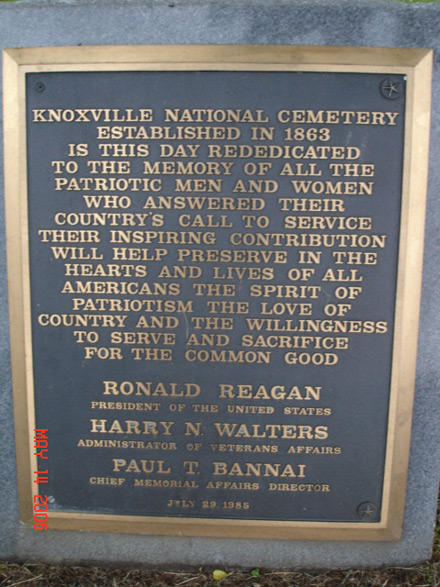 KNOXVILLE NATIONAL CEMETERY
ESTABLISHED IN 1863
IS THIS DAY REDEDICATED
TO THE MEMORY OF ALL THE
PATRIOTIC MEN AND WOMEN
WHO ANSWERED THEIR
COUNTRY'S CALL TO SERVICE
THEIR INSPIRING CONTRIBUTION
WILL HELP PRESERVE IN THE
HEARTS AND LIVES OF ALL
AMERICANS THE SPIRIT OF
PATRIOTISM THE LOVE OF
COUNTRY AND THE WILLINGNESS
TO SERVE AND SACRIFICE
FOR THE COMMON GOOD
RONALD REAGAN
PRESIDENT OF THE UNITED STATES
HARRY N. WALTERS
ADMINISTRATOR OF VETERANS AFFAIRS
PAUL T. BANNAI
CHIEF MEMORIAL AFFAIRS DIRECTOR
JULY 29, 1985
MAY 14 2006